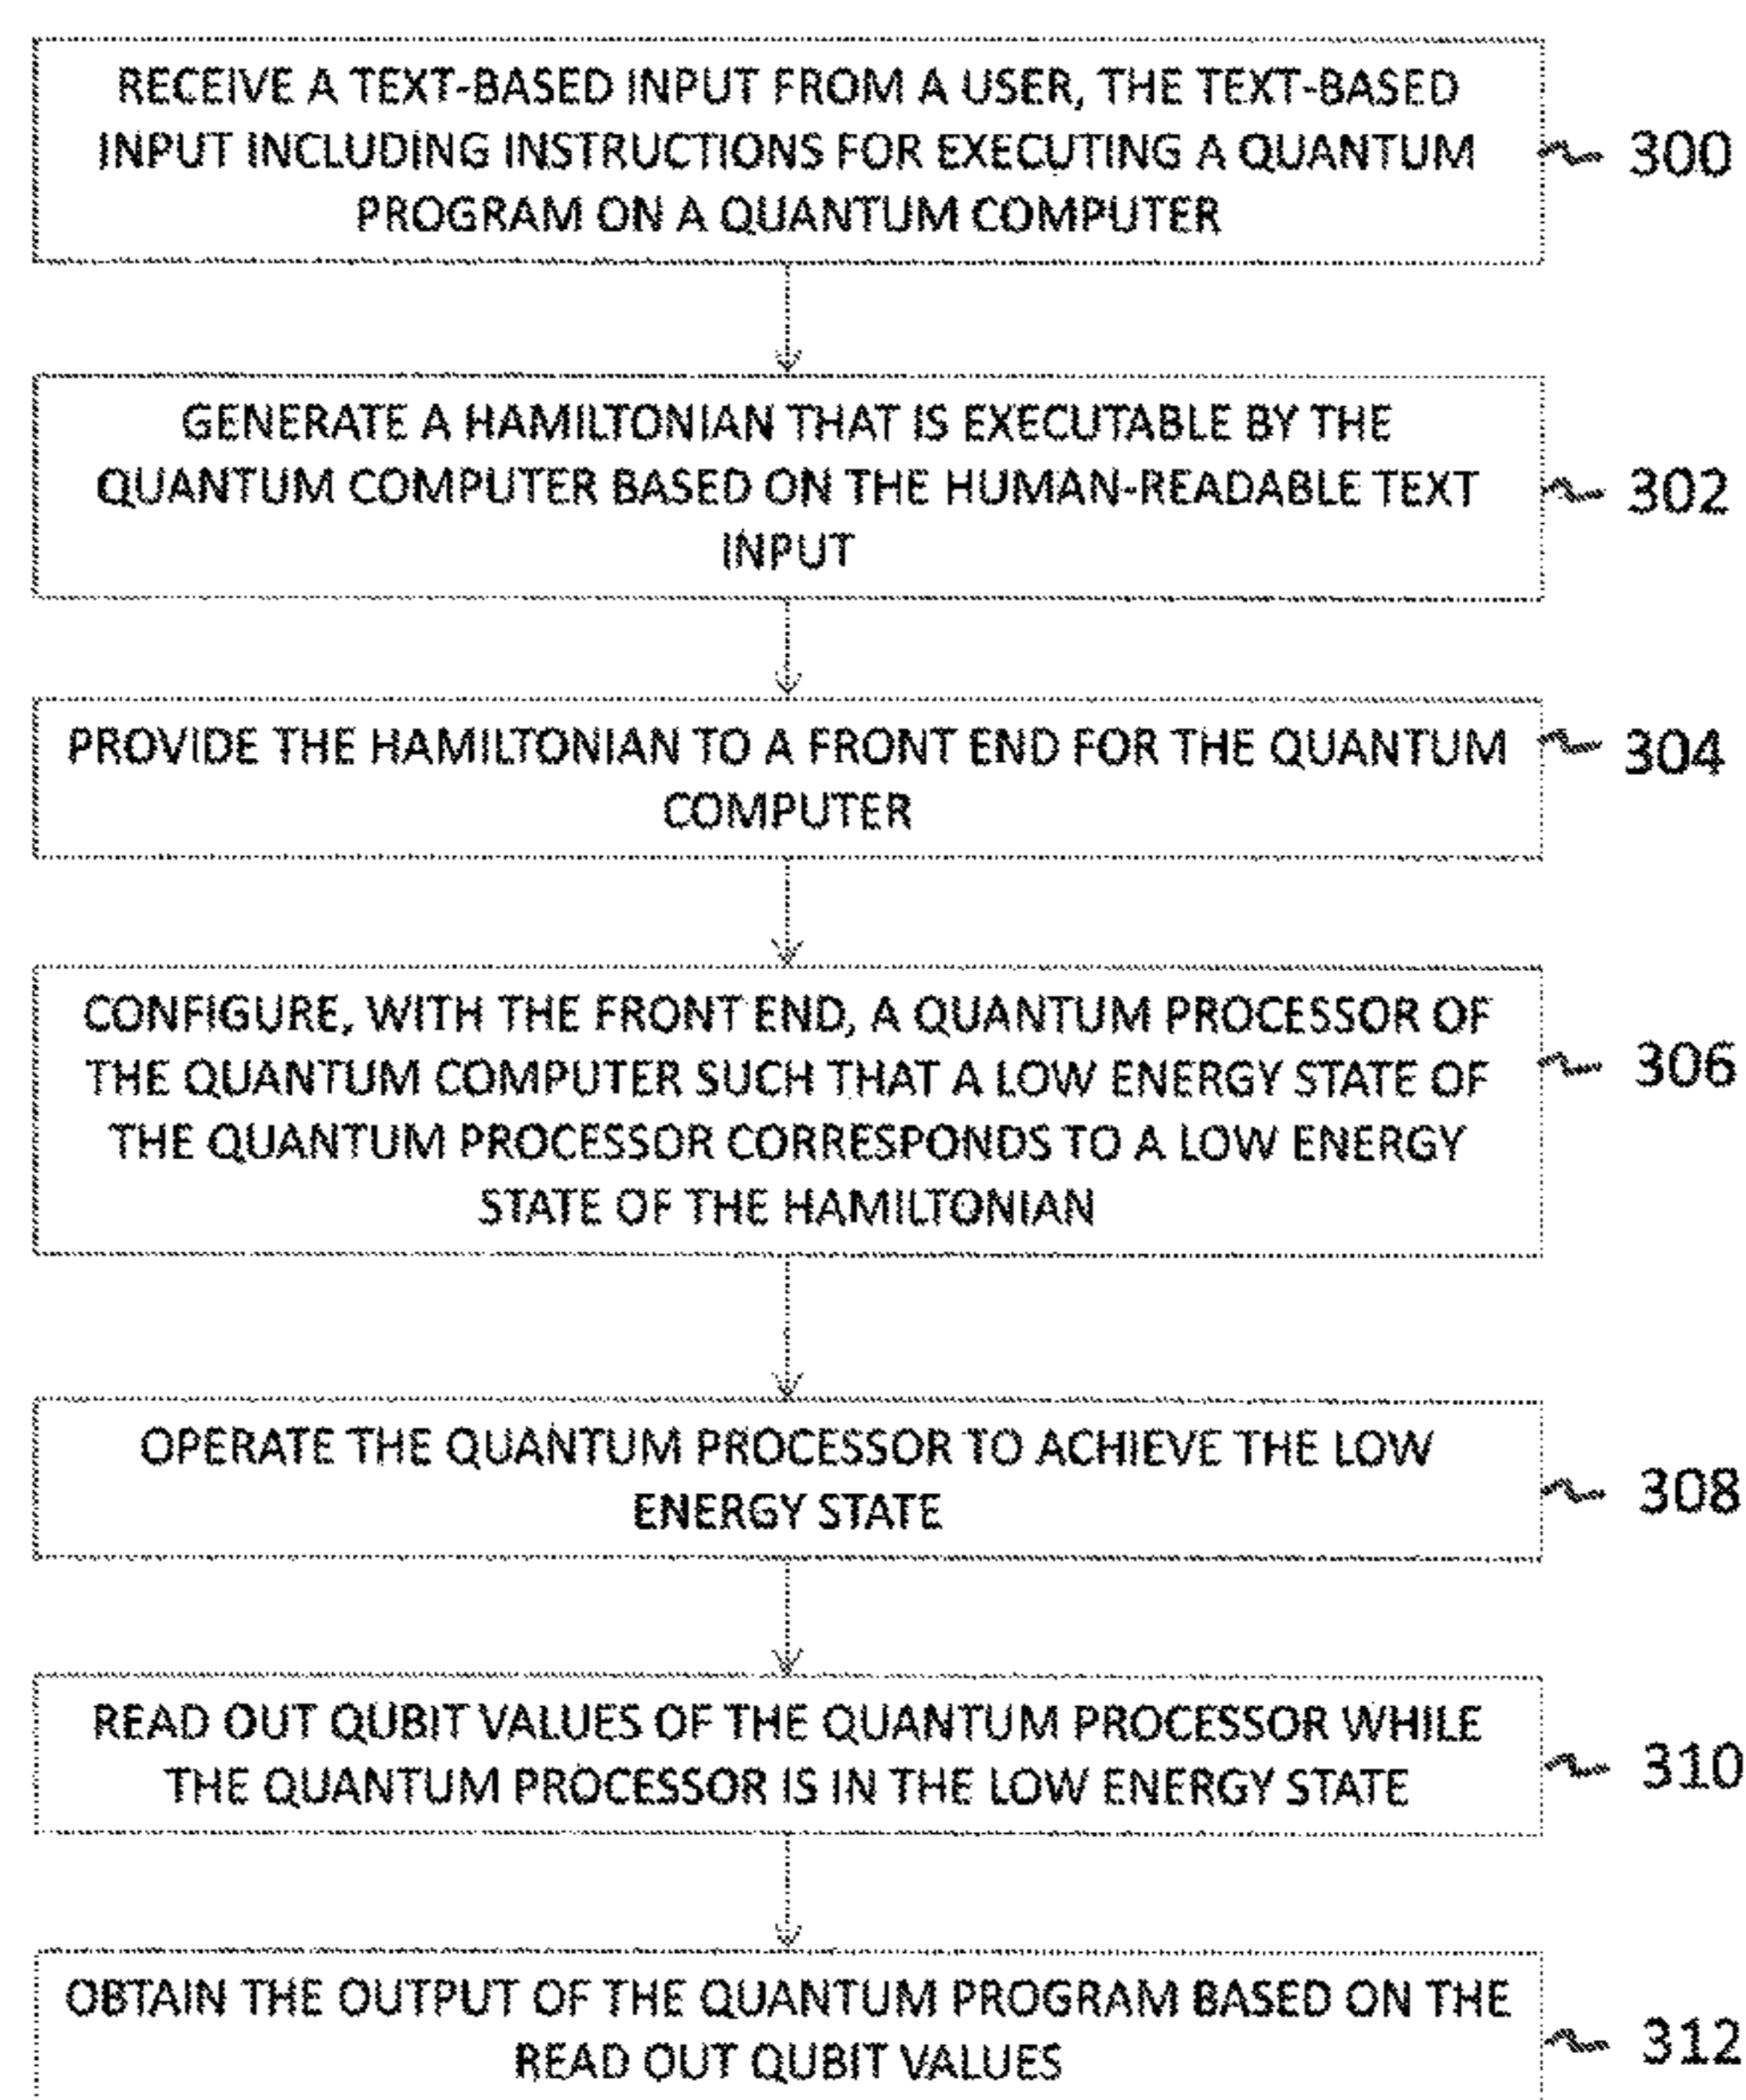 RECEIVE A TEXT-BASED INPUT FROM A USER, THE TEXT-BASED
INPUT INCLUDING INSTRUCTIONS FOR EXECUTING A QUANTUM
PROGRAM ON A QUANTUM COMPUTER
300
GENERATE A HAMILTONIAN THAT IS EXECUTABLE BY THE
QUANTUM COMPUTER BASED ON THE HUMAN-READABLE TEXT
INPUT
302
PROVIDE THE HAMILTONIAN TO A FRONT END FOR THE QUANTUM
COMPUTER
304
CONFIGURE, WITH THE FRONT END, A QUANTUM PROCESSOR OF
THE QUANTUM COMPUTER SUCH THAT A LOW ENERGY STATE OF
THE QUANTUM PROCESSOR CORRESPONDS TO A LOW ENERGY
STATE OF THE HAMILTONIAN
306
OPERATE THE QUANTUM PROCESSOR TO ACHIEVE THE LOW
ENERGY STATE
308
READ OUT QUBIT VALUES OF THE QUANTUM PROCESSOR WHILE
THE QUANTUM PROCESSOR IS IN THE LOW ENERGY STATE
310
OBTAIN THE OUTPUT OF THE QUANTUM PROGRAM BASED ON THE
READ OUT QUBIT VALUES
312